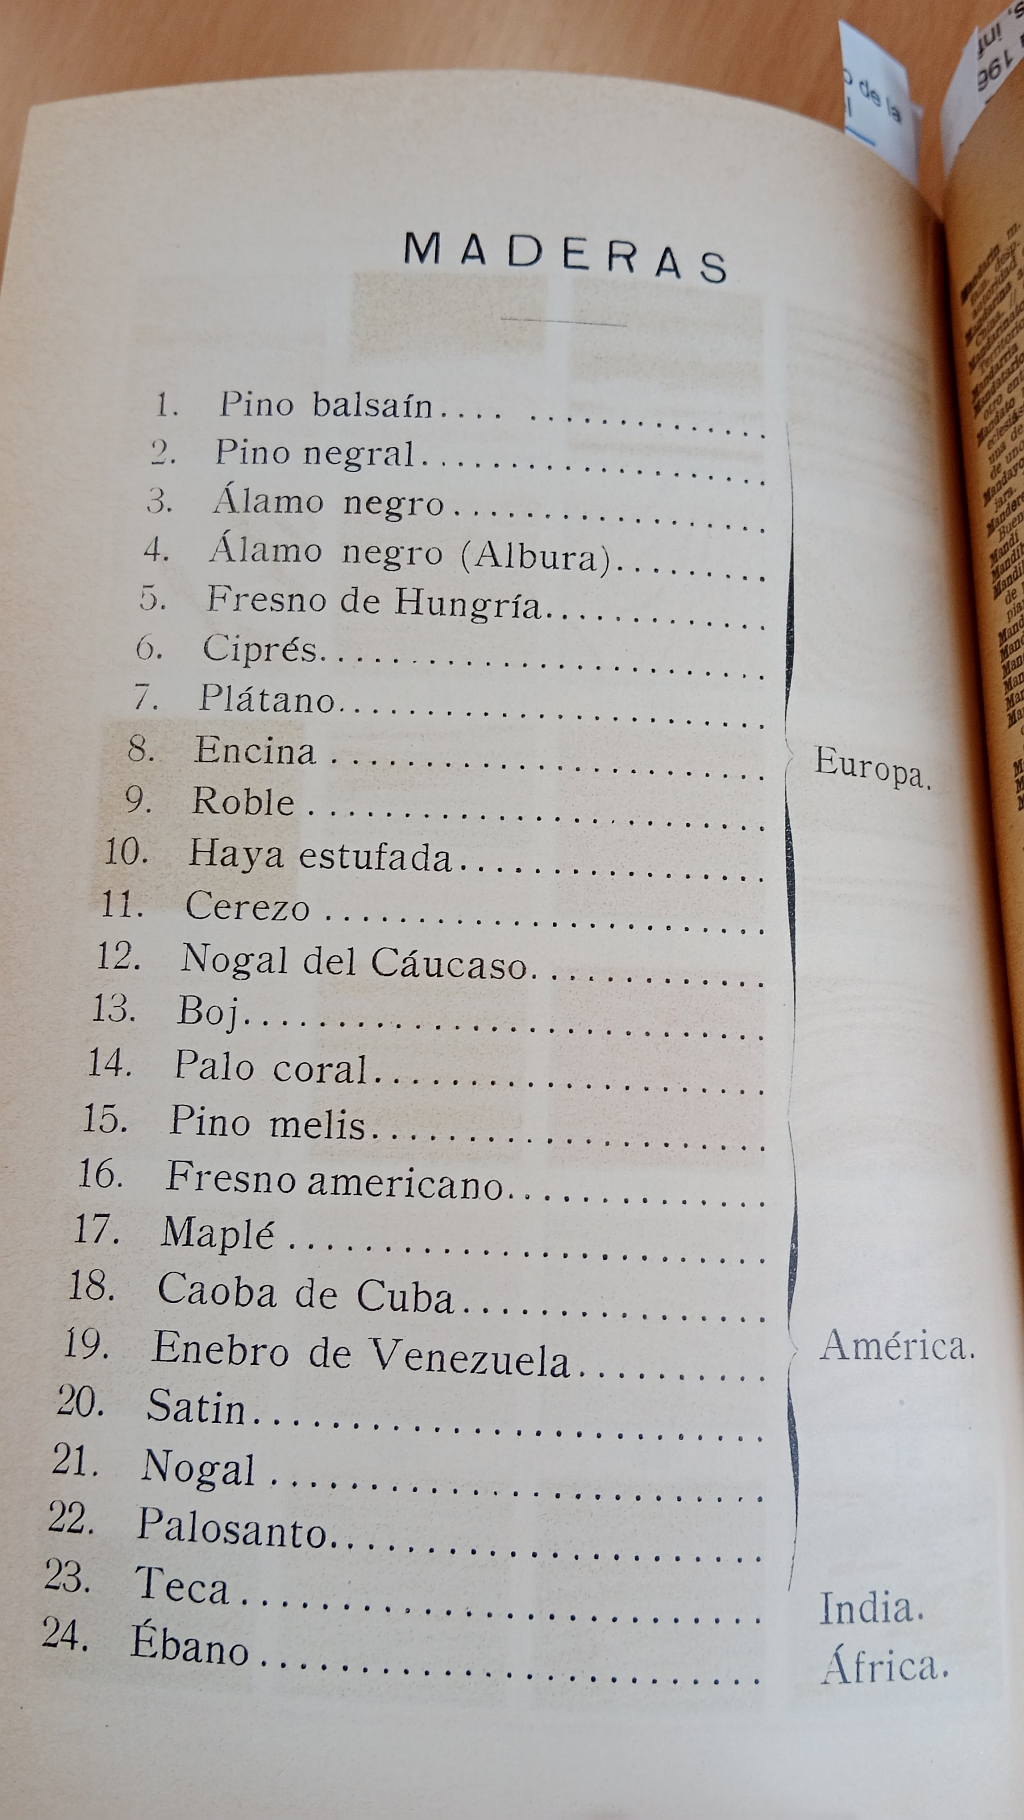 o de la
196
MADERAS
1. Pino balsaín.... ..............
2. Pino negral....................
3. Álamo negro..................
4. Álamo negro (Albura).........
5. Fresno de Hungría.............
6. Ciprés.........................
7. Plátano........................
8. Encina ........................
9. Roble .........................
10. Haya estufada.................
11. Cerezo ........................
12. Nogal del Cáucaso.............
13. Boj............................
Europa.
14. Palo coral.....................
15. Pino melis.....................
16. Fresno americano..............
17. Maplé .........................
18. Caoba de Cuba.................
19. Enebro de Venezuela...........
20. Satin..........................
21. Nogal .........................
22. Palosanto......................
América.
23. Teca .......................... India.
24. Ébano ......................... África.